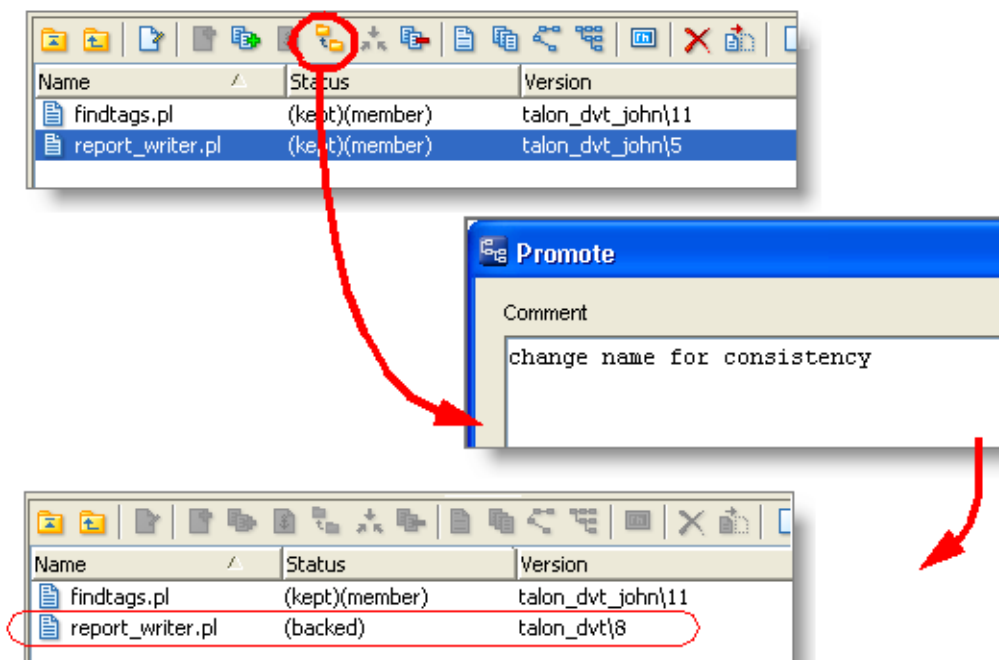 Name Status Version
findtags.pl (kept)(member) talon_dvt_john\11
report_writer.pl (kept)(member) talon_dvt_john\5
Promote
Comment
change name for consistency
Name Status Version
findtags.pl (kept)(member) talon_dvt_john\11
report_writer.pl (backed) talon_dvt\8